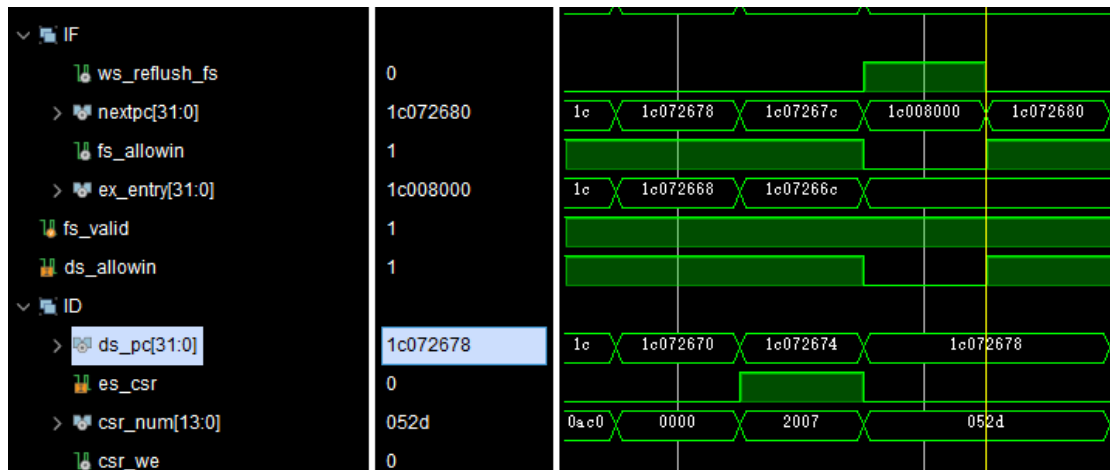 IF
ws_reflush_fs 0
nextpc[31:0] 1c072680 1c 1c072678 1c07267c 1c008000 1c072680
fs_allowin 1
ex_entry[31:0] 1c008000 1c 1c072668 1c07266c
fs_valid 1
ds_allowin 1
ID
ds_pc[31:0] 1c072678 1c 1c072670 1c072674 1c072678
es_csr 0
csr_num[13:0] 052d 0ac0 0000 2007 052d
csr_we 0